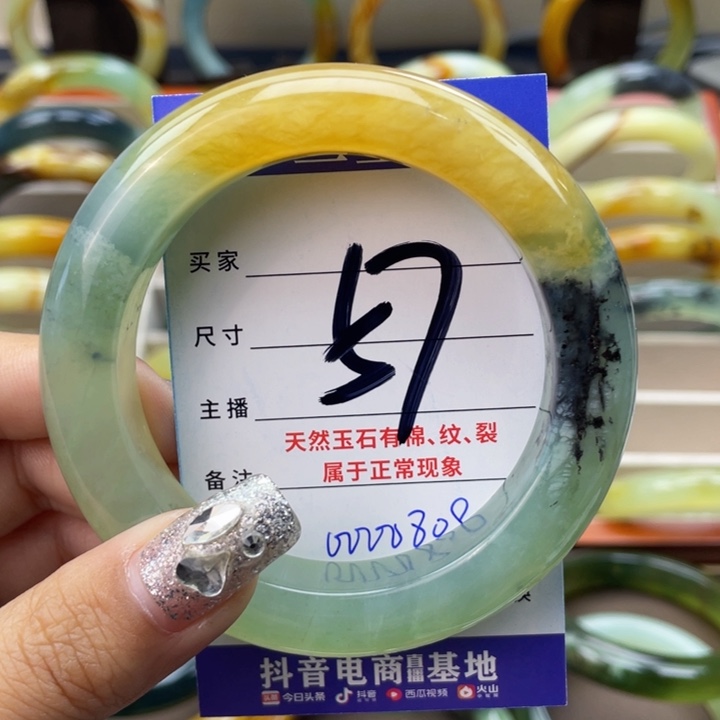 买家
尺寸
57
主播
天然玉石有棉、纹、裂
备注
属于正常现象
抖音电商直播基地
今日头条 抖音 西瓜视频 火山